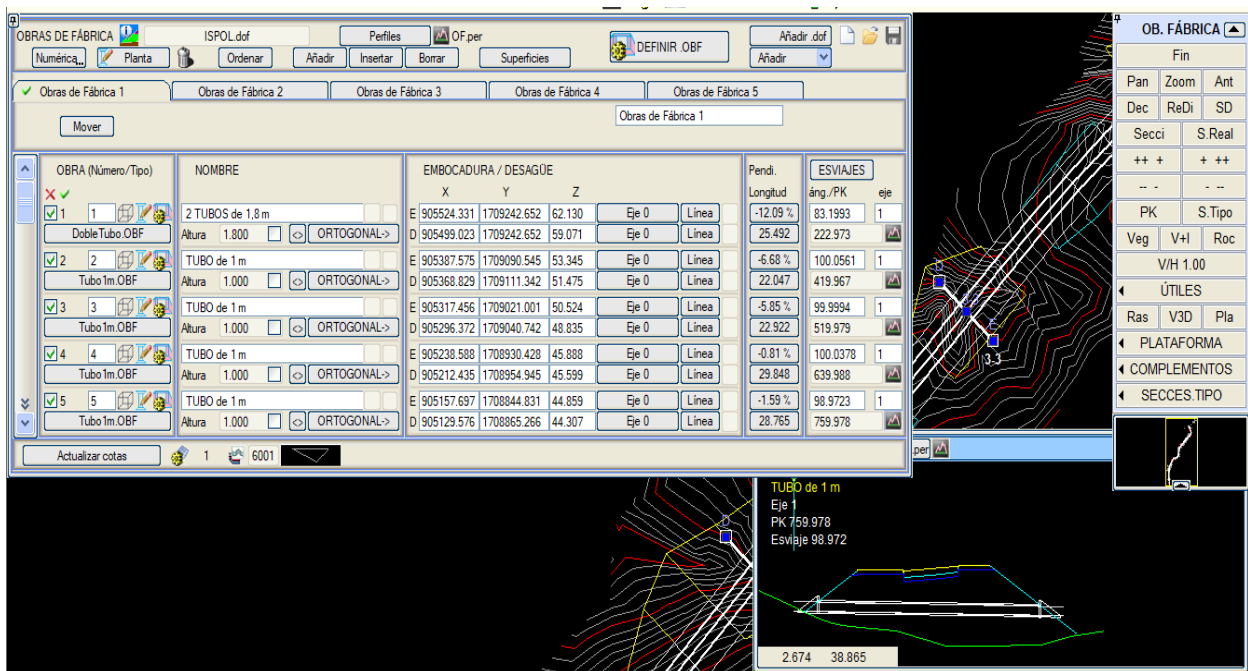 OBRAS DE FÁBRICA ISPOL.dof Perfiles OF.per DEFINIR .OBF Añadir .dof
Numérica... Planta Ordenar Añadir Insertar Borrar Superficies Añadir
Obras de Fábrica 1 Obras de Fábrica 2 Obras de Fábrica 3 Obras de Fábrica 4 Obras de Fábrica 5
Mover Obras de Fábrica 1
OBRA (Número/Tipo) NOMBRE EMBOCADURA / DESAGÜE Pendi. ESVIAJES
X Y Z Longitud áng./PK eje
1 1 2 TUBOS de 1,8 m E 905524.331 1709242.652 62.130 Eje 0 Línea -12.09 % 83.1993 1
DobleTubo.OBF Altura 1.800 <> ORTOGONAL-> D 905499.023 1709242.652 59.071 Eje 0 Línea 25.492 222.973
2 2 TUBO de 1 m E 905387.575 1709090.545 53.345 Eje 0 Línea -6.68 % 100.0561 1
Tubo1m.OBF Altura 1.000 <> ORTOGONAL-> D 905368.829 1709111.342 51.475 Eje 0 Línea 22.047 419.967
3 3 TUBO de 1 m E 905317.456 1709021.001 50.524 Eje 0 Línea -5.85 % 99.9994 1
Tubo1m.OBF Altura 1.000 <> ORTOGONAL-> D 905296.372 1709040.742 48.835 Eje 0 Línea 22.922 519.979
4 4 TUBO de 1 m E 905238.588 1708930.428 45.888 Eje 0 Línea -0.81 % 100.0378 1
Tubo1m.OBF Altura 1.000 <> ORTOGONAL-> D 905212.435 1708954.945 45.599 Eje 0 Línea 29.848 639.988
5 5 TUBO de 1 m E 905157.697 1708844.831 44.859 Eje 0 Línea -1.59 % 98.9723 1
Tubo1m.OBF Altura 1.000 <> ORTOGONAL-> D 905129.576 1708865.266 44.307 Eje 0 Línea 28.765 759.978
Actualizar cotas 1 6001
OB. FÁBRICA
Fin
Pan Zoom Ant
Dec ReDi SD
Secci S.Real
++ + + ++
-- - - --
PK S.Tipo
Veg V+I Roc
V/H 1.00
ÚTILES
Ras V3D Pla
PLATAFORMA
COMPLEMENTOS
SECCES.TIPO
D
E
3.3
.per
D
TUBO de 1 m
Eje 1
PK 759.978
Esviaje 98.972
2.674 38.865